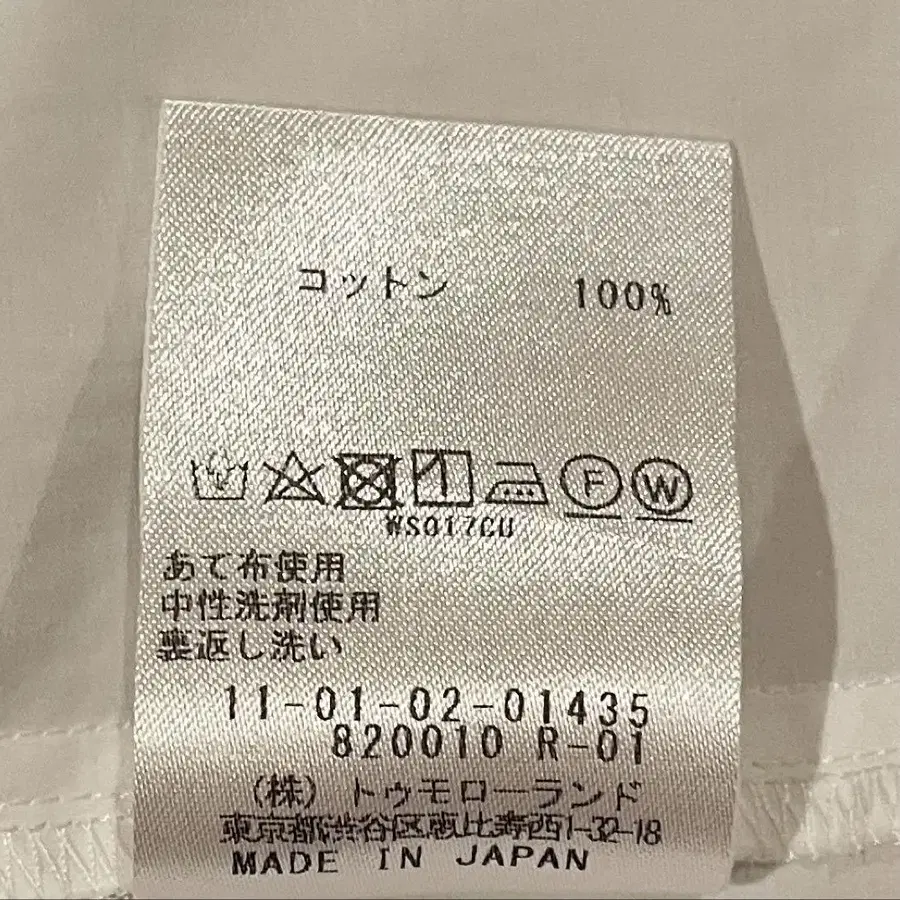 コットン 100%
F W
WS017CU
あて布使用
中性洗剤使用
裏返し洗い
11-01-02-01435
820010 R-01
(株) トゥモローランド
東京都渋谷区恵比寿西1-32-18
MADE IN JAPAN